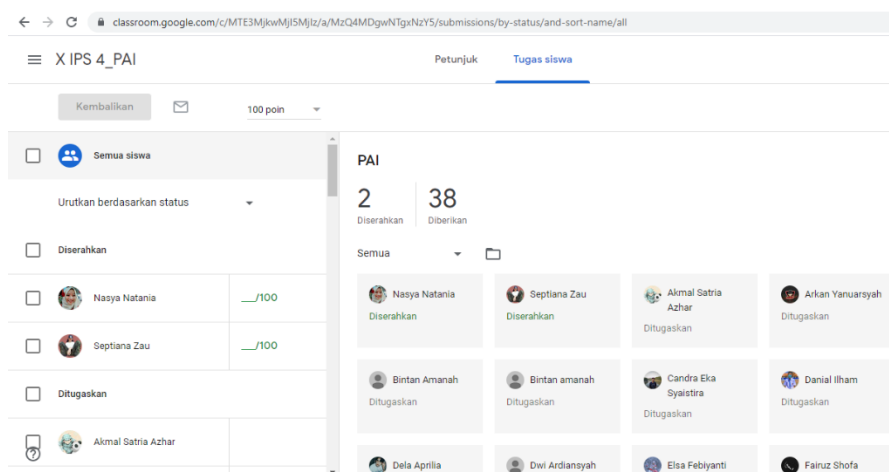 classroom.google.com/c/MTE3MjkwMjI5Mjlz/a/MzQ4MDgwNTgxNzY5/submissions/by-status/and-sort-name/all
X IPS 4_PAI
Petunjuk
Tugas siswa
Kembalikan
100 poin
Semua siswa
Urutkan berdasarkan status
Diserahkan
Nasya Natania
__/100
Septiana Zau
__/100
Ditugaskan
Akmal Satria Azhar
PAI
2
Diserahkan
38
Diberikan
Semua
Nasya Natania
Diserahkan
Septiana Zau
Diserahkan
Akmal Satria
Azhar
Ditugaskan
Arkan Yanuarsyah
Ditugaskan
Bintan Amanah
Ditugaskan
Bintan amanah
Ditugaskan
Candra Eka
Syaistira
Ditugaskan
Danial Ilham
Ditugaskan
Dela Aprilia
Dwi Ardiansyah
Elsa Febiyanti
Fairuz Shofa